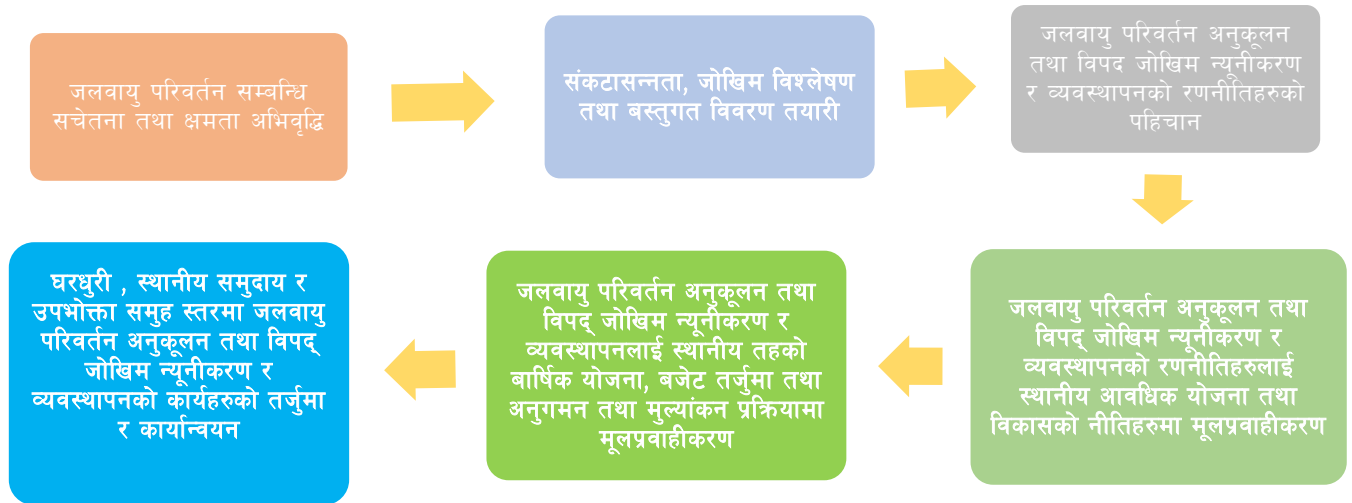 जलवायु परिवर्तन सम्बन्धि
सचेतना तथा क्षमता अभिवृद्धि
संकटासन्नता, जोखिम विश्लेषण
तथा बस्तुगत विवरण तयारी
जलवायु परिवर्तन अनुकूलन
तथा विपद जोखिम न्यूनीकरण
र व्यवस्थापनको रणनीतिहरुको
पहिचान
जलवायु परिवर्तन अनुकूलन तथा
विपद् जोखिम न्यूनीकरण र
व्यवस्थापनको रणनीतिहरुलाई
स्थानीय आवधिक योजना तथा
विकासको नीतिहरुमा मूलप्रवाहीकरण
जलवायु परिवर्तन अनुकूलन तथा
विपद् जोखिम न्यूनीकरण र
व्यवस्थापनलाई स्थानीय तहको
बार्षिक योजना, बजेट तर्जुमा तथा
अनुगमन तथा मुल्यांकन प्रक्रियामा
मूलप्रवाहीकरण
घरधुरी , स्थानीय समुदाय र
उपभोक्ता समुह स्तरमा जलवायु
परिवर्तन अनुकूलन तथा विपद्
जोखिम न्यूनीकरण र
व्यवस्थापनको कार्यहरुको तर्जुमा
र कार्यान्वयन